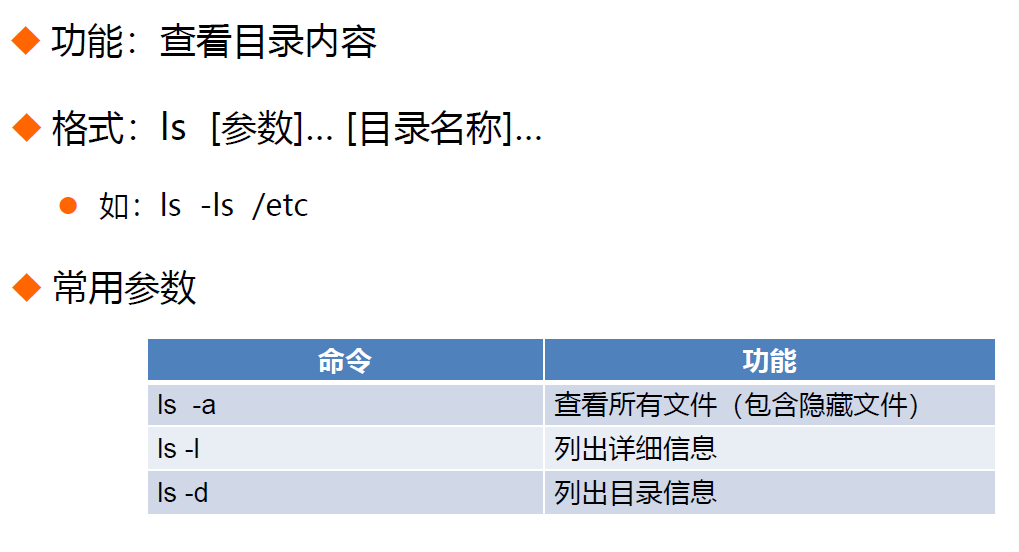 功能：查看目录内容
格式：ls [参数]... [目录名称]...
如：ls -ls /etc
常用参数
命令 功能
ls -a 查看所有文件（包含隐藏文件）
ls -l 列出详细信息
ls -d 列出目录信息